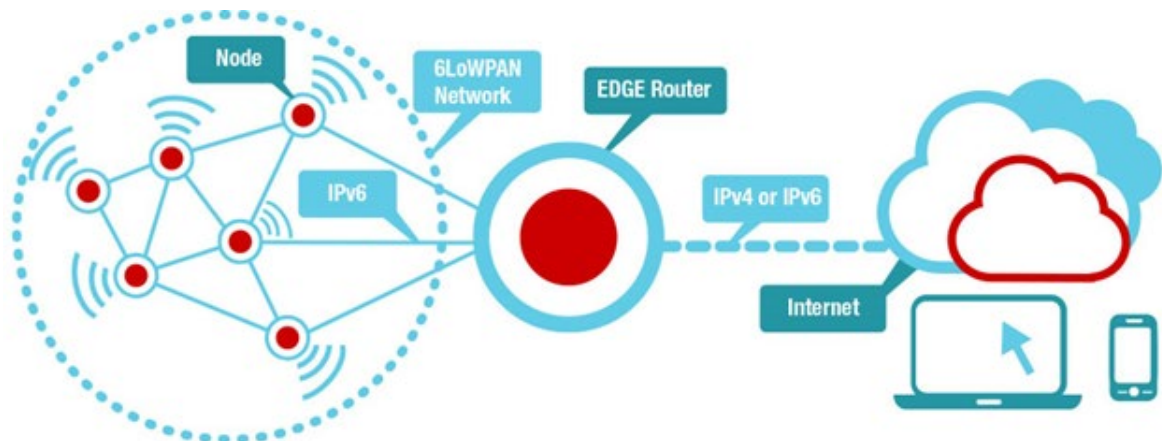 Node
6LoWPAN
Network
EDGE Router
IPv6
IPv4 or IPv6
Internet